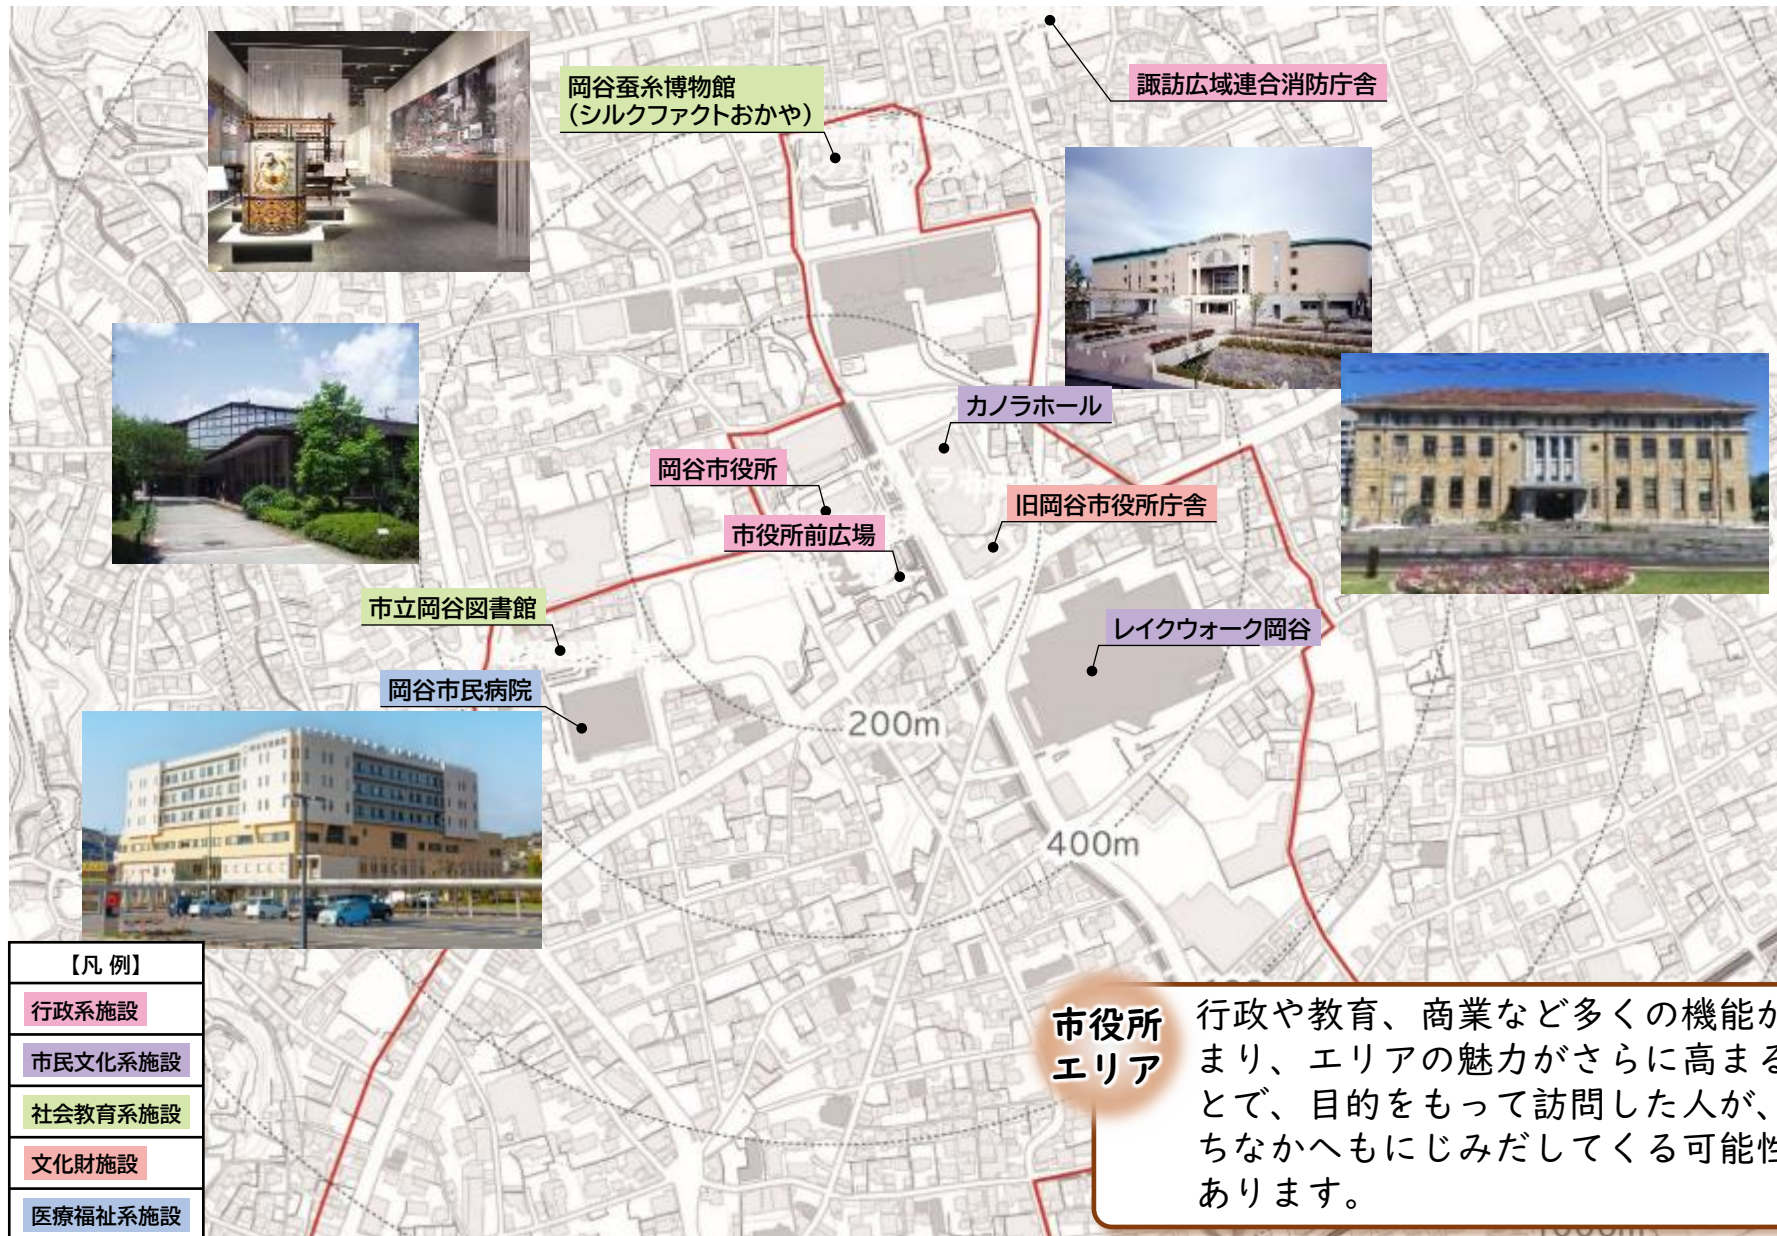 岡谷蚕糸博物館
(シルクファクトおかや)
諏訪広域連合消防庁舎
カノラホール
岡谷市役所
旧岡谷市役所庁舎
市役所前広場
市立岡谷図書館
レイクウォーク岡谷
岡谷市民病院
200m
400m
【凡 例】
行政系施設
市民文化系施設
社会教育系施設
文化財施設
医療福祉系施設
市役所
エリア
行政や教育、商業など多くの機能が
まり、エリアの魅力がさらに高まる
とで、目的をもって訪問した人が、
ちなかへもにじみだしてくる可能性
あります。